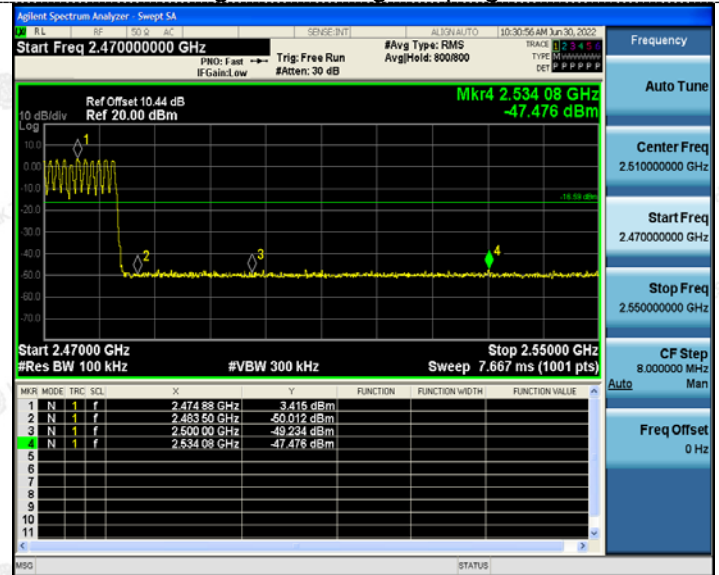 Agilent Spectrum Analyzer - Swept SA
RL RF 50 Ω AC SENSE:INT ALIGN AUTO 10:30:56 AM Jun 30, 2022
Start Freq 2.470000000 GHz
PNO: Fast
IFGain:Low
Trig: Free Run
#Atten: 30 dB
#Avg Type: RMS
Avg|Hold: 800/800
TRACE 1 2 3 4 5 6
TYPE M
DET P P P P P P
Ref Offset 10.44 dB
10 dB/div Ref 20.00 dBm
Log
Mkr4 2.534 08 GHz
-47.476 dBm
10.0
0.00
-10.0
-20.0
-30.0
-40.0
-50.0
-60.0
-70.0
1
2
3
4
-16.59 dBm
Start 2.47000 GHz Stop 2.55000 GHz
#Res BW 100 kHz #VBW 300 kHz Sweep 7.667 ms (1001 pts)
MKR MODE TRC SCL X Y FUNCTION FUNCTION WIDTH FUNCTION VALUE
1 N 1 f 2.474 88 GHz 3.415 dBm
2 N 1 f 2.483 50 GHz -50.012 dBm
3 N 1 f 2.500 00 GHz -49.234 dBm
4 N 1 f 2.534 08 GHz -47.476 dBm
5
6
7
8
9
10
11
MSG STATUS
Frequency
Auto Tune
Center Freq
2.510000000 GHz
Start Freq
2.470000000 GHz
Stop Freq
2.550000000 GHz
CF Step
8.000000 MHz
Auto Man
Freq Offset
0 Hz